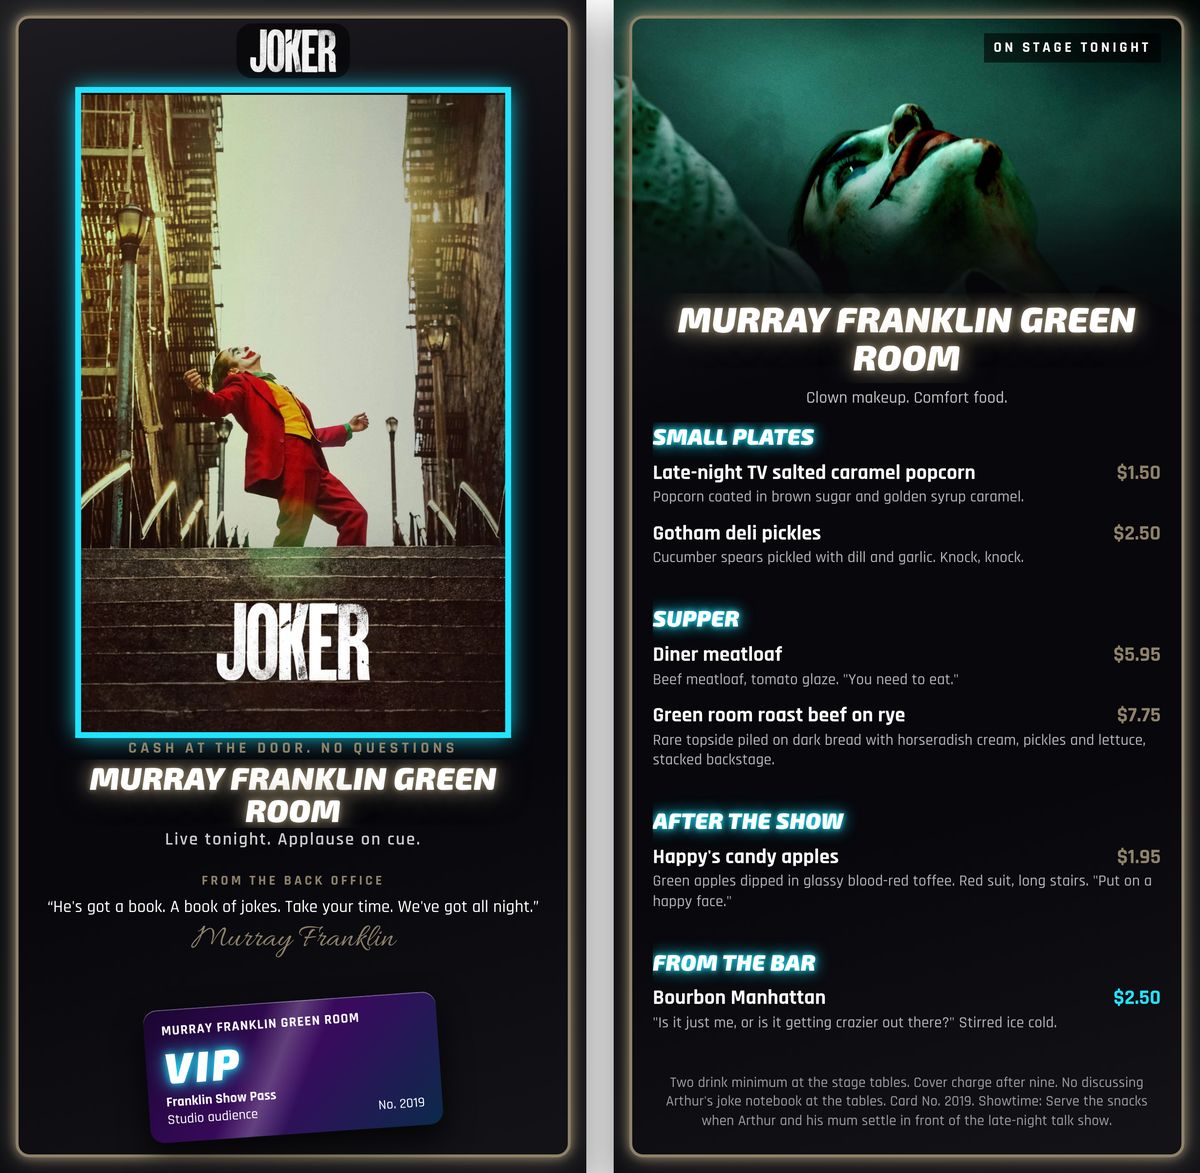 JOKER
JOKER
CASH AT THE DOOR. NO QUESTIONS
MURRAY FRANKLIN GREEN
ROOM
Live tonight. Applause on cue.
FROM THE BACK OFFICE
“He's got a book. A book of jokes. Take your time. We've got all night.”
Murray Franklin
MURRAY FRANKLIN GREEN ROOM
VIP
Franklin Show Pass
Studio audience
No. 2019
ON STAGE TONIGHT
MURRAY FRANKLIN GREEN
ROOM
Clown makeup. Comfort food.
SMALL PLATES
Late-night TV salted caramel popcorn $1.50
Popcorn coated in brown sugar and golden syrup caramel.
Gotham deli pickles $2.50
Cucumber spears pickled with dill and garlic. Knock, knock.
SUPPER
Diner meatloaf $5.95
Beef meatloaf, tomato glaze. "You need to eat."
Green room roast beef on rye $7.75
Rare topside piled on dark bread with horseradish cream, pickles and lettuce,
stacked backstage.
AFTER THE SHOW
Happy's candy apples $1.95
Green apples dipped in glassy blood-red toffee. Red suit, long stairs. "Put on a
happy face."
FROM THE BAR
Bourbon Manhattan $2.50
"Is it just me, or is it getting crazier out there?" Stirred ice cold.
Two drink minimum at the stage tables. Cover charge after nine. No discussing
Arthur's joke notebook at the tables. Card No. 2019. Showtime: Serve the snacks
when Arthur and his mum settle in front of the late-night talk show.